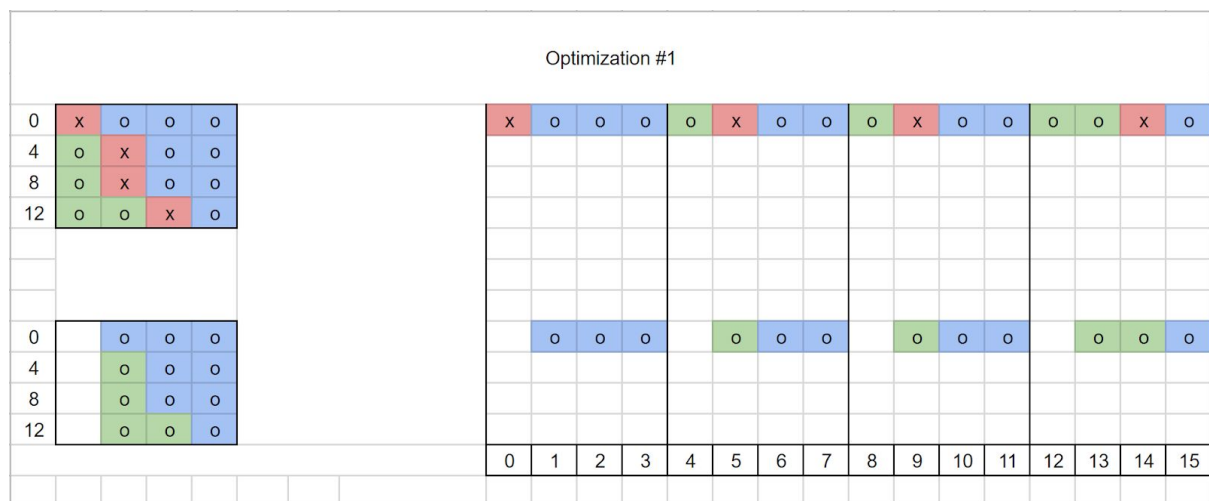 Optimization #1
0 x o o o x o o o o x o o o x o o o o x o
4 o x o o
8 o x o o
12 o o x o
0 o o o o o o o o o o o o o o o
4 o o o
8 o o o
12 o o o
0 1 2 3 4 5 6 7 8 9 10 11 12 13 14 15